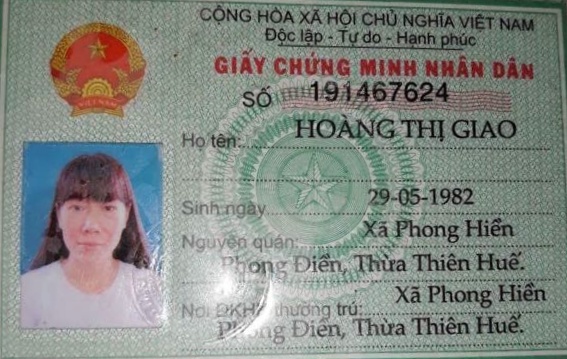 CỘNG HÒA XÃ HỘI CHỦ NGHĨA VIỆT NAM
Độc lập - Tự do - Hạnh phúc
GIẤY CHỨNG MINH NHÂN DÂN
SỐ 191467624
Họ tên: HOÀNG THỊ GIAO
Sinh ngày 29-05-1982
Nguyên quán: Xã Phong Hiền
Phong Điền, Thừa Thiên Huế.
Nơi ĐKHK thường trú: Xã Phong Hiền
Phong Điền, Thừa Thiên Huế.
VIỆT NAM